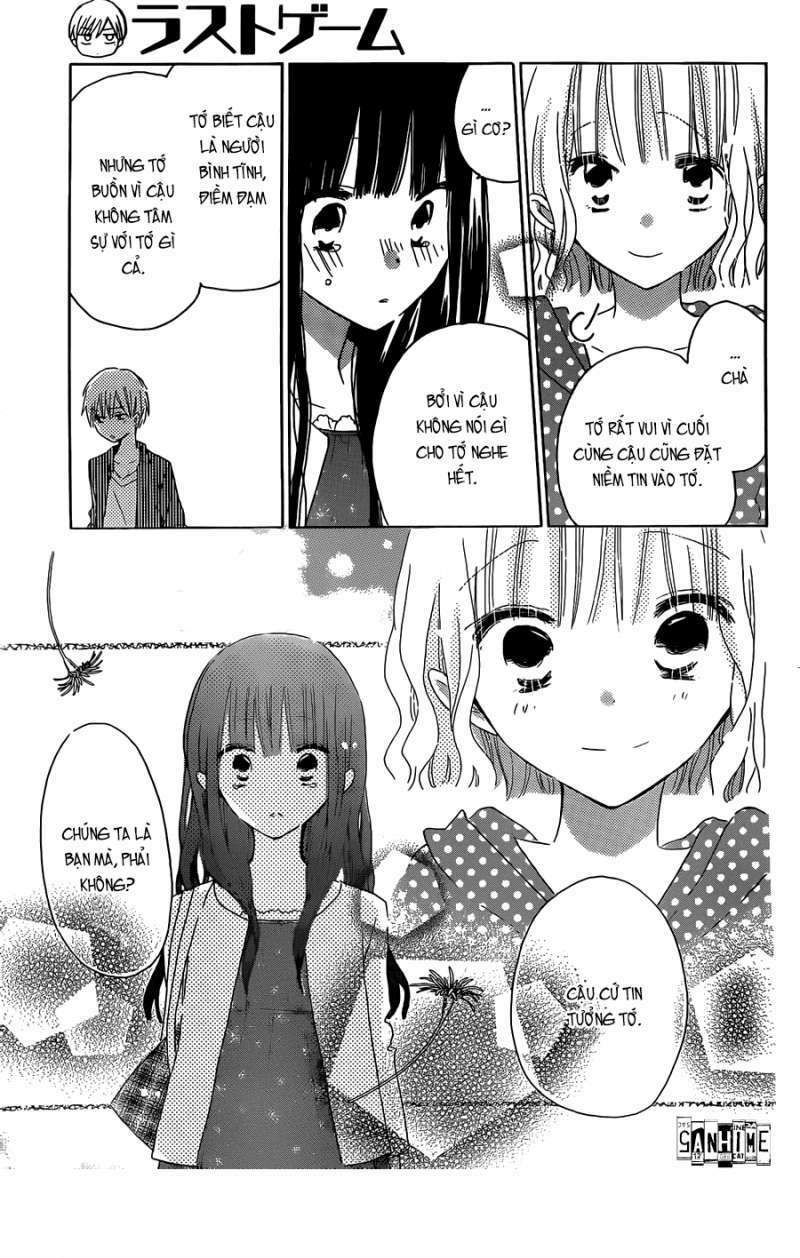 ラストゲーム
...
CHÀ
TỚ RẤT VUI VÌ CUỐI
CÙNG CẬU CŨNG ĐẶT
NIỀM TIN VÀO TỚ.
...
GÌ CƠ?
BỞI VÌ CẬU
KHÔNG NÓI GÌ
CHO TỚ NGHE
HẾT.
TỚ BIẾT CẬU
LÀ NGƯỜI
BÌNH TĨNH,
ĐIỀM ĐẠM
NHƯNG TỚ
BUỒN VÌ CẬU
KHÔNG TÂM
SỰ VỚI TỚ GÌ
CẢ.
CẬU CỨ TIN
TƯỞNG TỚ.
CHÚNG TA LÀ
BẠN MÀ, PHẢI
KHÔNG?
SANHIME